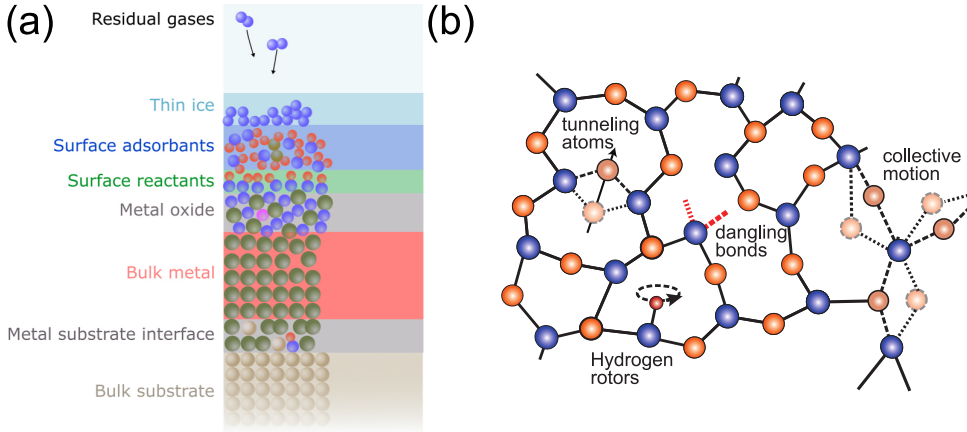 (a)
Residual gases
Thin ice
Surface adsorbants
Surface reactants
Metal oxide
Bulk metal
Metal substrate interface
Bulk substrate
(b)
tunneling
atoms
collective
motion
dangling
bonds
Hydrogen
rotors